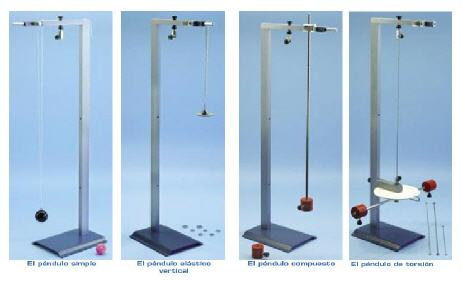 El péndulo simple
El péndulo elástico
vertical
El péndulo compuesto
El péndulo de torsión